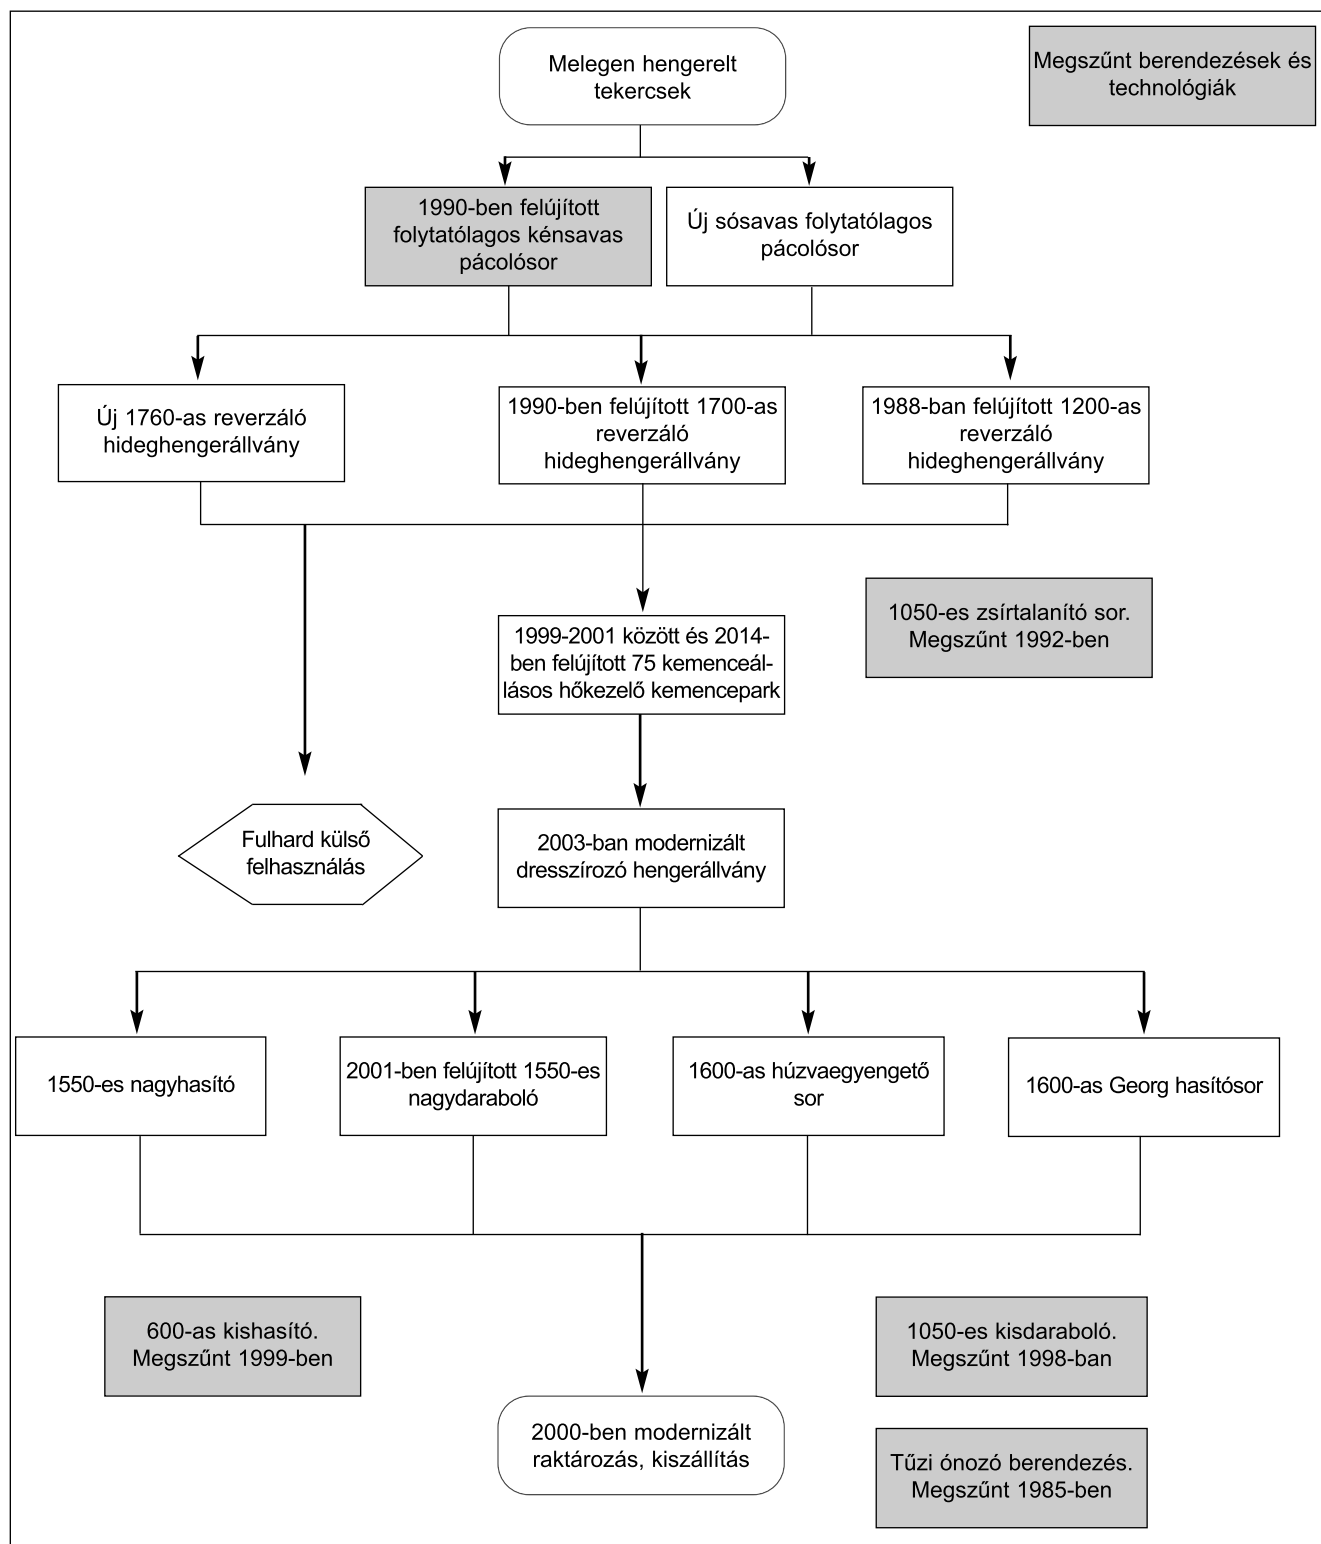 Melegen hengerelt
tekercsek
Megszűnt berendezések és
technológiák
1990-ben felújított
folytatólagos kénsavas
pácolósor
Új sósavas folytatólagos
pácolósor
Új 1760-as reverzáló
hideghengerállvány
1990-ben felújított 1700-as
reverzáló
hideghengerállvány
1988-ban felújított 1200-as
reverzáló
hideghengerállvány
1050-es zsírtalanító sor.
Megszűnt 1992-ben
1999-2001 között és 2014-
ben felújított 75 kemenceál-
lásos hőkezelő kemencepark
Fulhard külső
felhasználás
2003-ban modernizált
dresszírozó hengerállvány
1550-es nagyhasító
2001-ben felújított 1550-es
nagydaraboló
1600-as húzvaegyengető
sor
1600-as Georg hasítósor
600-as kishasító.
Megszűnt 1999-ben
1050-es kisdaraboló.
Megszűnt 1998-ban
2000-ben modernizált
raktározás, kiszállítás
Tűzi ónozó berendezés.
Megszűnt 1985-ben